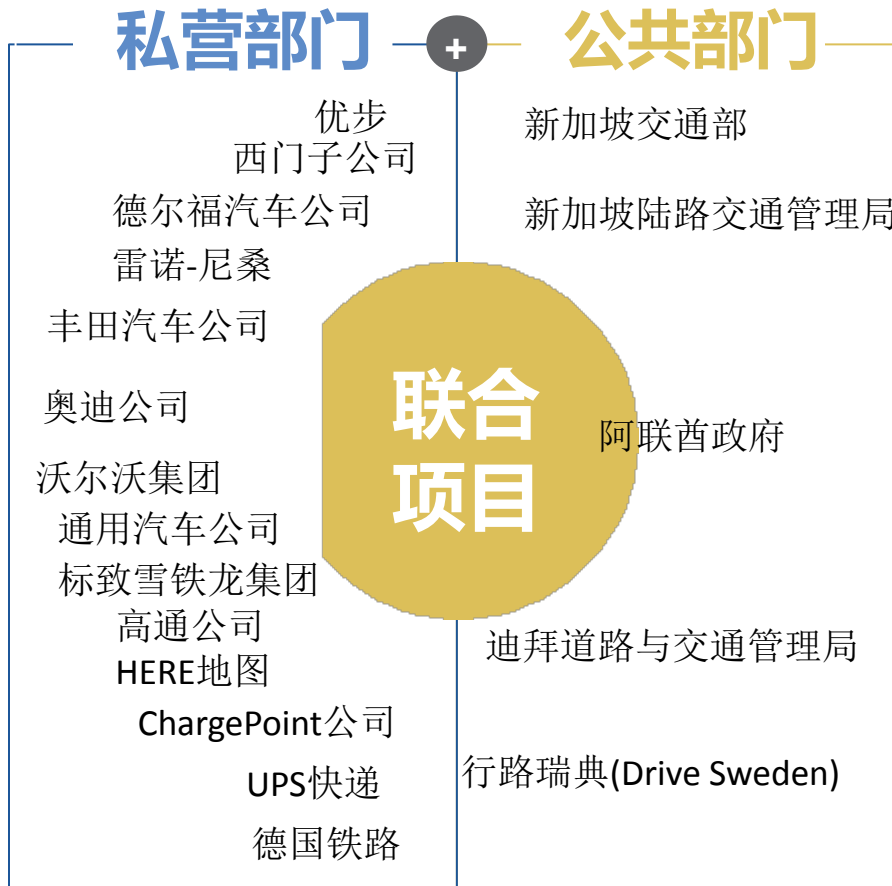 私营部门
+
公共部门
优步
西门子公司
德尔福汽车公司
雷诺-尼桑
丰田汽车公司
奥迪公司
沃尔沃集团
通用汽车公司
标致雪铁龙集团
高通公司
HERE地图
ChargePoint公司
UPS快递
德国铁路
联合
项目
新加坡交通部
新加坡陆路交通管理局
阿联酋政府
迪拜道路与交通管理局
行路瑞典(Drive Sweden)